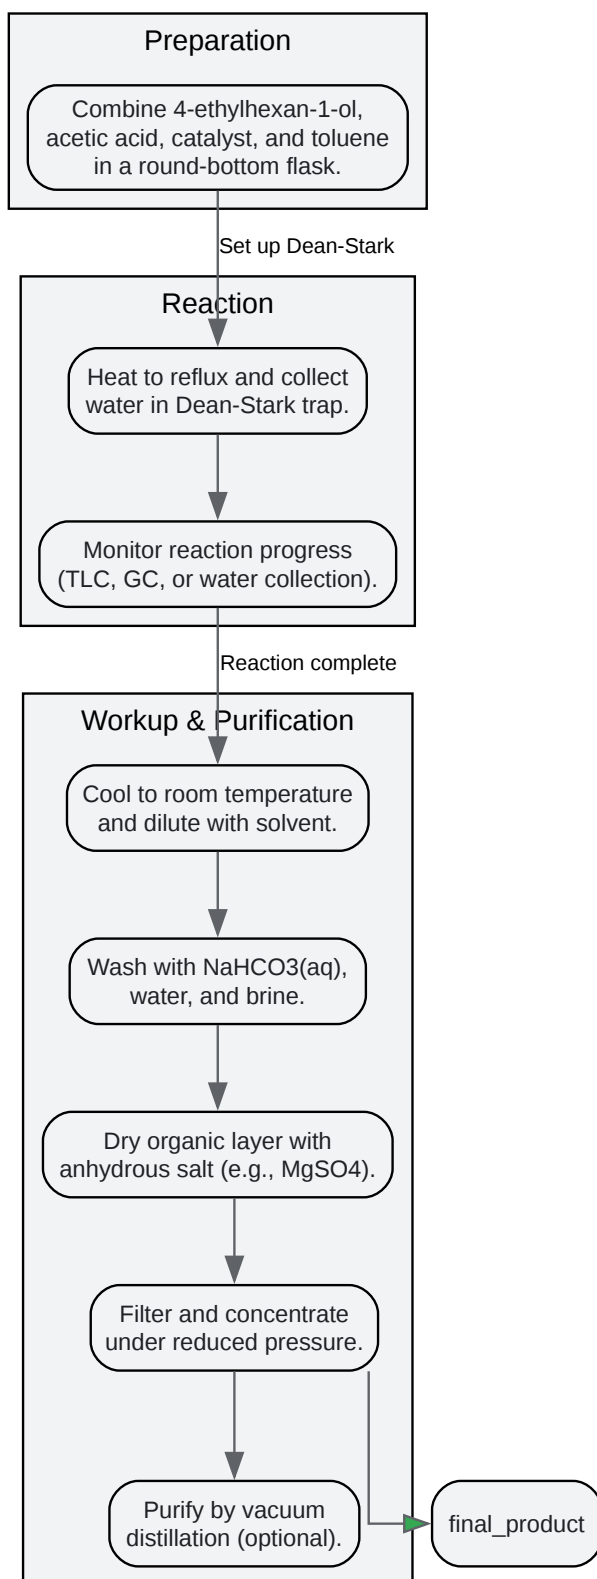 Preparation
Combine 4-ethylhexan-1-ol,
acetic acid, catalyst, and toluene
in a round-bottom flask.
Set up Dean-Stark
Reaction
Heat to reflux and collect
water in Dean-Stark trap.
Monitor reaction progress
(TLC, GC, or water collection).
Reaction complete
Workup & Purification
Cool to room temperature
and dilute with solvent.
Wash with NaHCO3(aq),
water, and brine.
Dry organic layer with
anhydrous salt (e.g., MgSO4).
Filter and concentrate
under reduced pressure.
Purify by vacuum
distillation (optional).
final_product